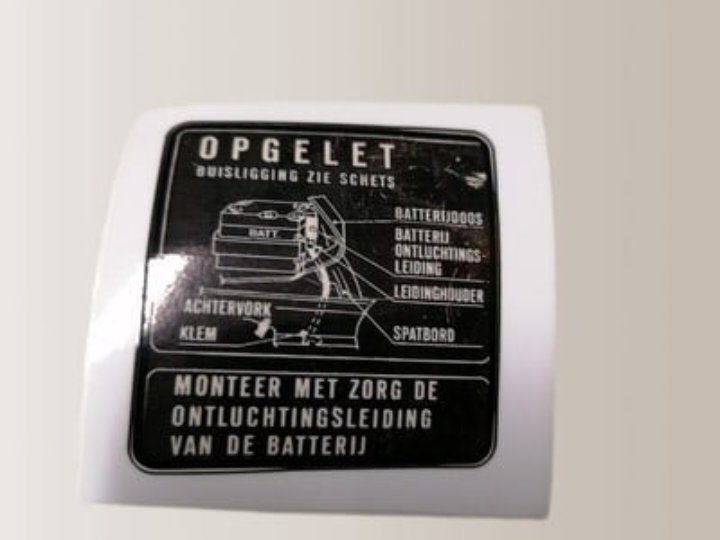 OPGELET
BUISLIGGING ZIE SCHETS
BATTERIJDOOS
BATT.
BATTERIJ
ONTLUCHTINGS-
LEIDING
LEIDINGHOUDER
ACHTERVORK
KLEM
SPATBORD
MONTEER MET ZORG DE
ONTLUCHTINGSLEIDING
VAN DE BATTERIJ